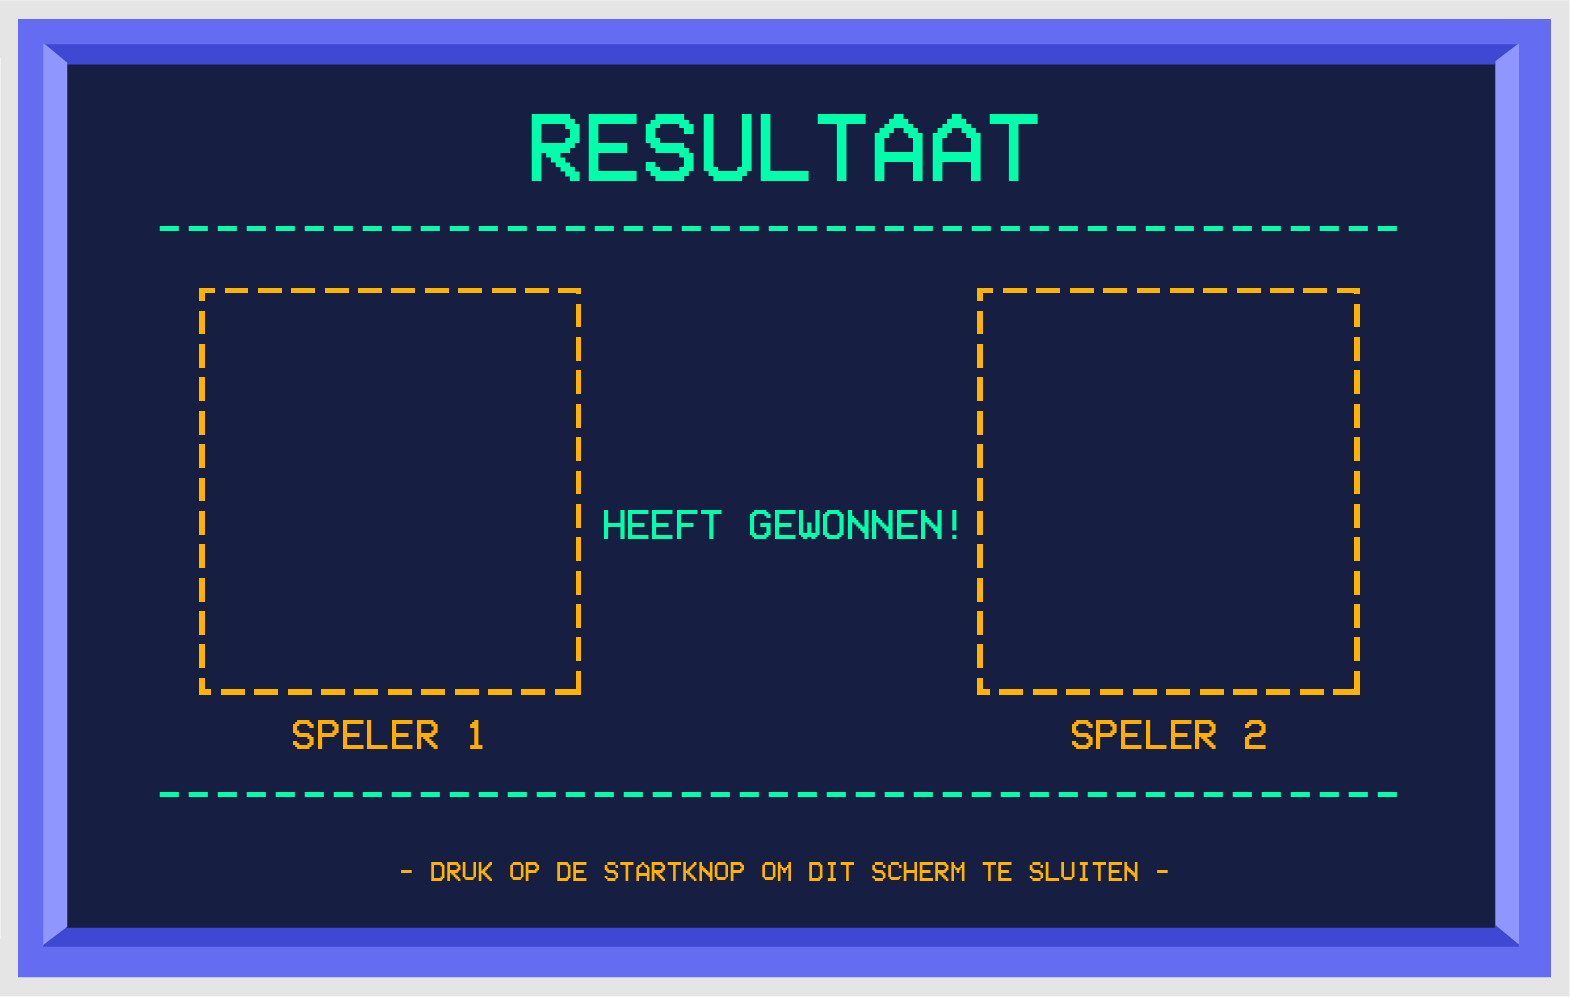 RESULTAAT
HEEFT GEWONNEN!
SPELER 1
SPELER 2
- DRUK OP DE STARTKNOP OM DIT SCHERM TE SLUITEN -